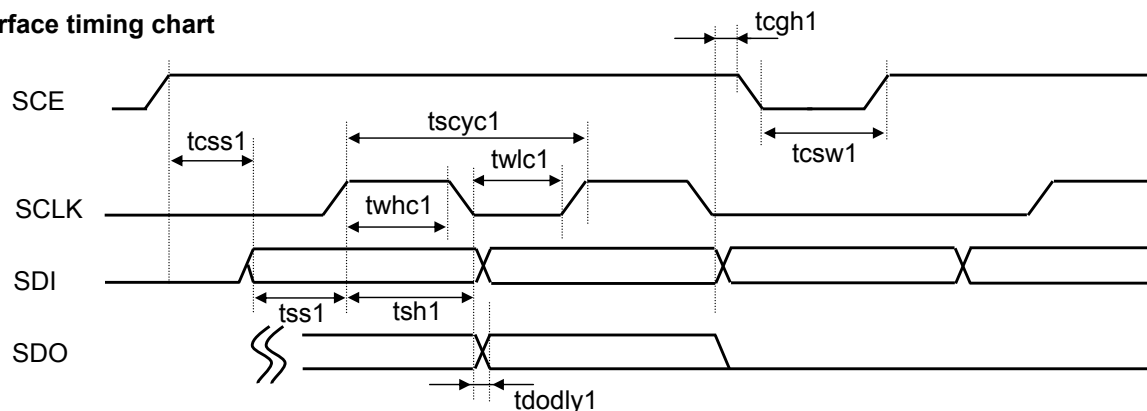 rface timing chart
tcgh1
SCE
tscyc1
tcss1
tcsw1
twlc1
SCLK
twhc1
SDI
tss1
tsh1
SDO
tdodly1